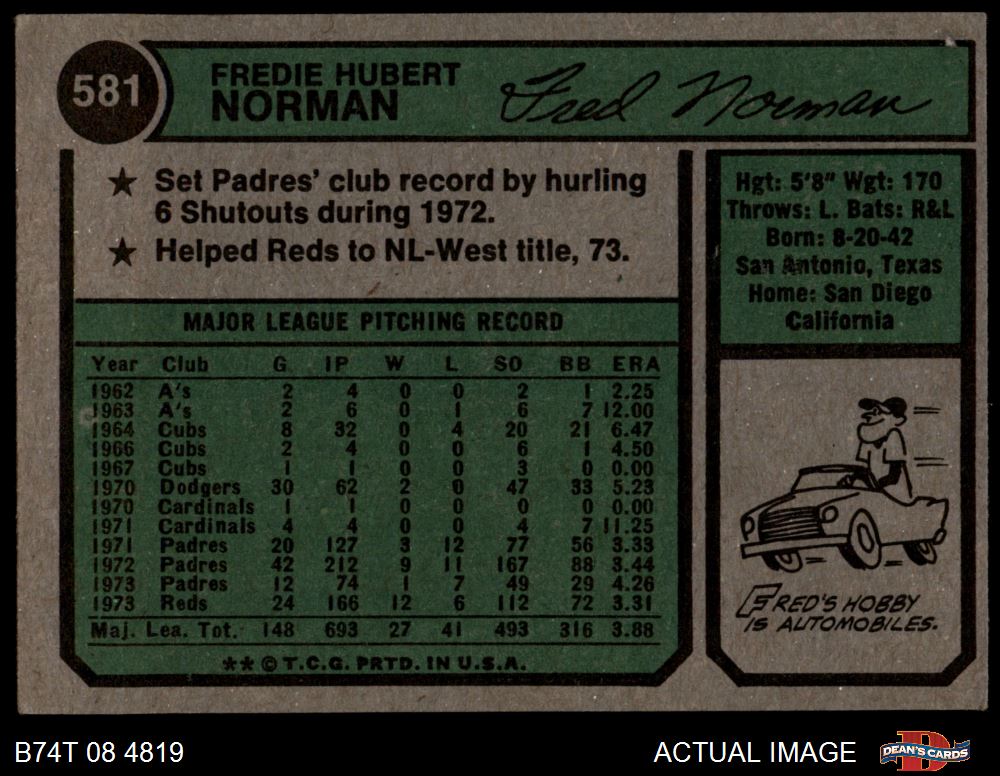 581
FREDIE HUBERT
NORMAN
Fred Norman
★ Set Padres' club record by hurling
6 Shutouts during 1972.
★ Helped Reds to NL-West title, 73.
Hgt: 5'8" Wgt: 170
Throws: L. Bats: R&L
Born: 8-20-42
San Antonio, Texas
Home: San Diego
California
MAJOR LEAGUE PITCHING RECORD
Year Club G IP W L SO BB ERA
1962 A's 2 4 0 0 2 1 2.25
1963 A's 2 6 0 1 6 7 12.00
1964 Cubs 8 32 0 4 20 21 6.47
1966 Cubs 2 4 0 0 6 1 4.50
1967 Cubs 1 1 0 0 3 0 0.00
1970 Dodgers 30 62 2 0 47 33 5.23
1970 Cardinals 1 1 0 0 0 0 0.00
1971 Cardinals 4 4 0 0 4 7 11.25
1971 Padres 20 127 3 12 77 56 3.33
1972 Padres 42 212 9 11 167 88 3.44
1973 Padres 12 74 1 7 49 29 4.26
1973 Reds 24 166 12 6 112 72 3.31
Maj. Lea. Tot. 148 693 27 41 493 316 3.88
** © T.C.G. PRTD. IN U.S.A.
FRED'S HOBBY
IS AUTOMOBILES.
B74T 08 4819
ACTUAL IMAGE
DEAN'S CARDS